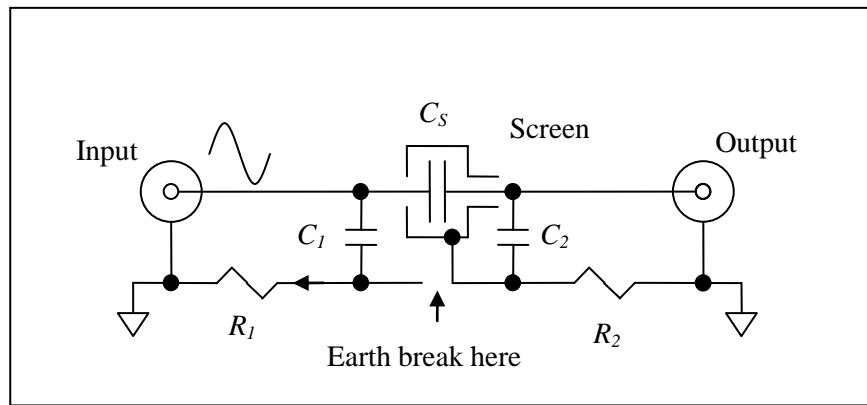 C_S
Screen
Input
Output
C_1
C_2
R_1
R_2
Earth break here